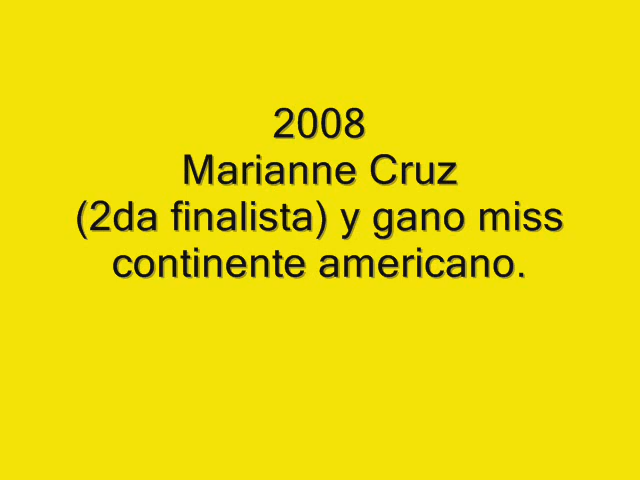 2008
Marianne Cruz
(2da finalista) y gano miss
continente americano.